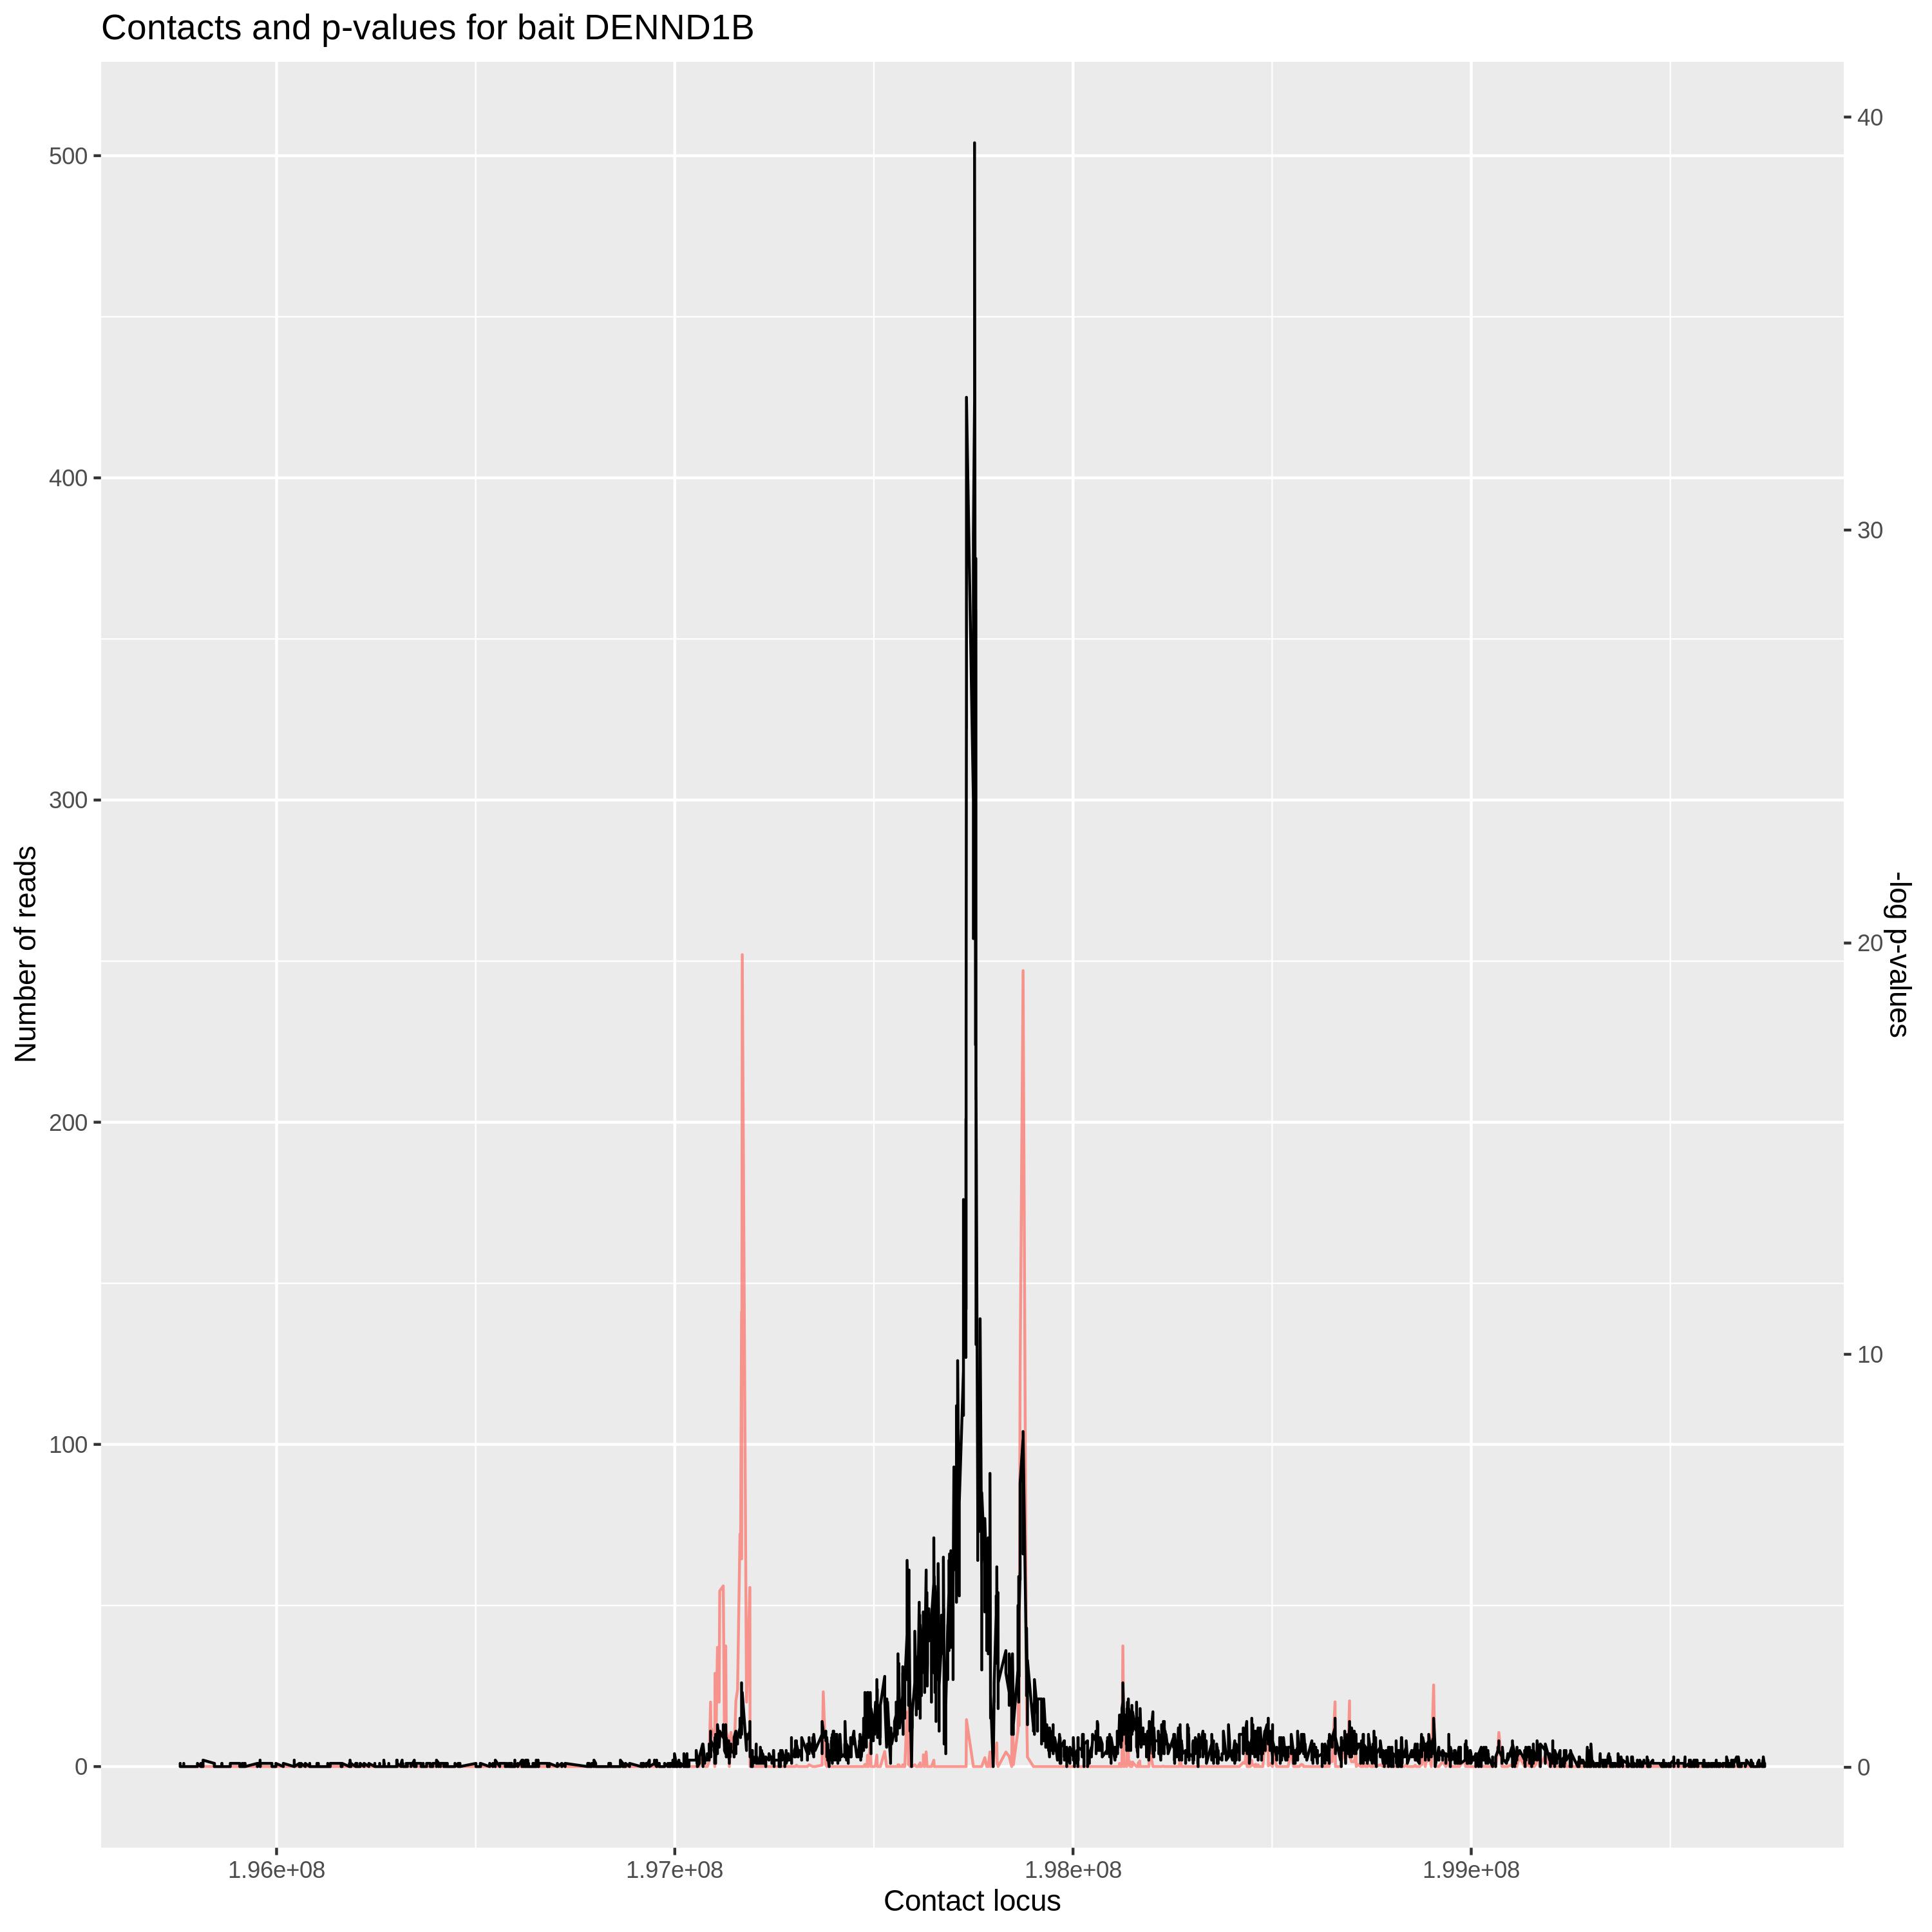 Contacts and p-values for bait DENND1B
500
400
300
200
100
0
Number of reads
40
30
20
10
0
-log p-values
1.96e+08
1.97e+08
1.98e+08
1.99e+08
Contact locus